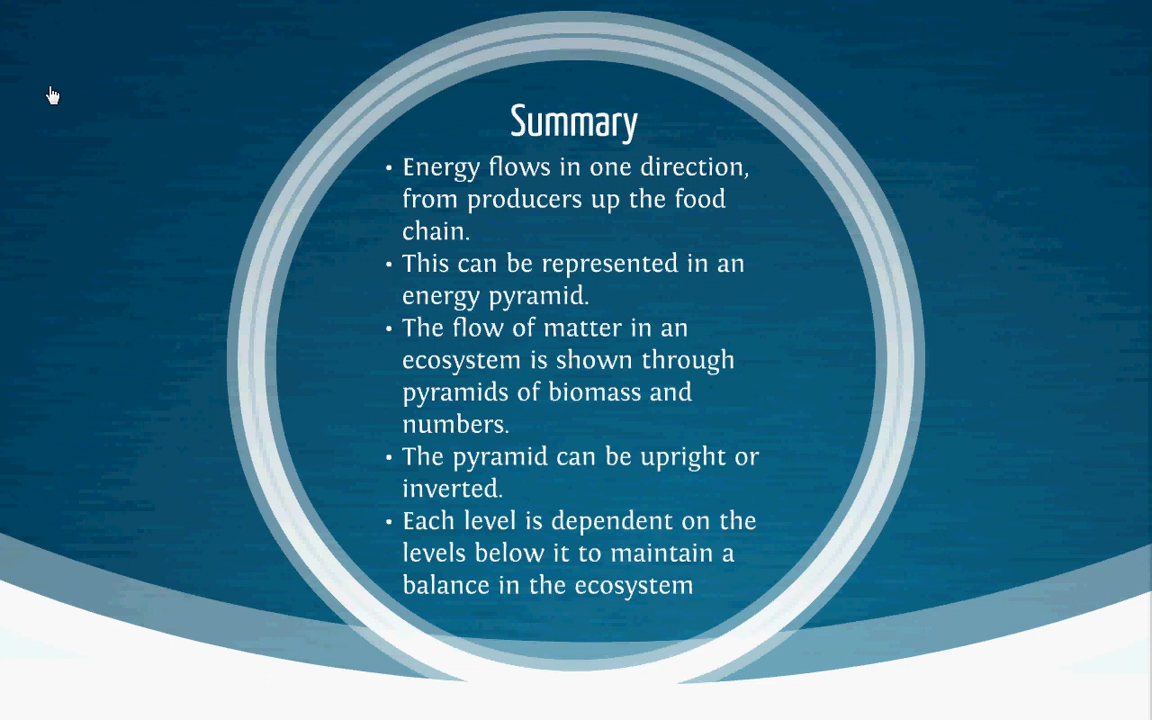 Summary
• Energy flows in one direction,
from producers up the food
chain.
• This can be represented in an
energy pyramid.
• The flow of matter in an
ecosystem is shown through
pyramids of biomass and
numbers.
• The pyramid can be upright or
inverted.
• Each level is dependent on the
levels below it to maintain a
balance in the ecosystem